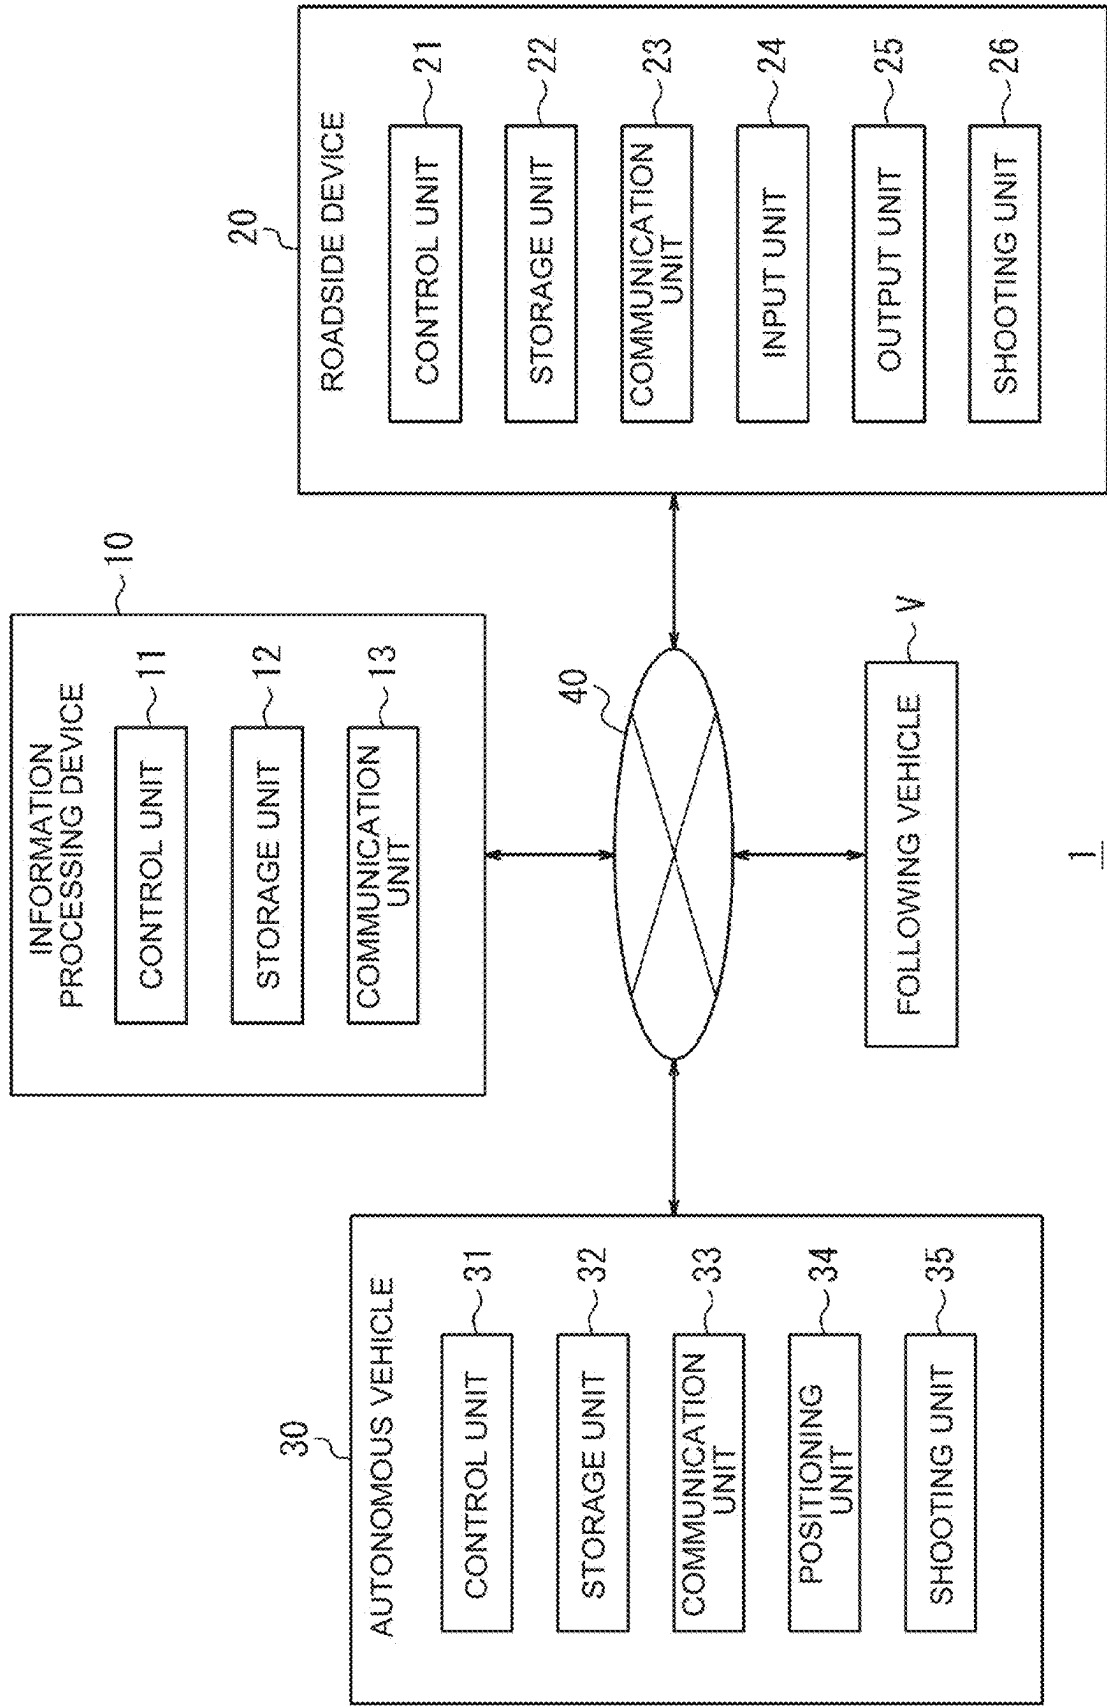 10
INFORMATION
PROCESSING DEVICE
CONTROL UNIT
11
STORAGE UNIT
12
COMMUNICATION
UNIT
13
30
AUTONOMOUS VEHICLE
CONTROL UNIT
31
STORAGE UNIT
32
COMMUNICATION
UNIT
33
POSITIONING
UNIT
34
SHOOTING UNIT
35
40
FOLLOWING VEHICLE
V
20
ROADSIDE DEVICE
CONTROL UNIT
21
STORAGE UNIT
22
COMMUNICATION
UNIT
23
INPUT UNIT
24
OUTPUT UNIT
25
SHOOTING UNIT
26
1